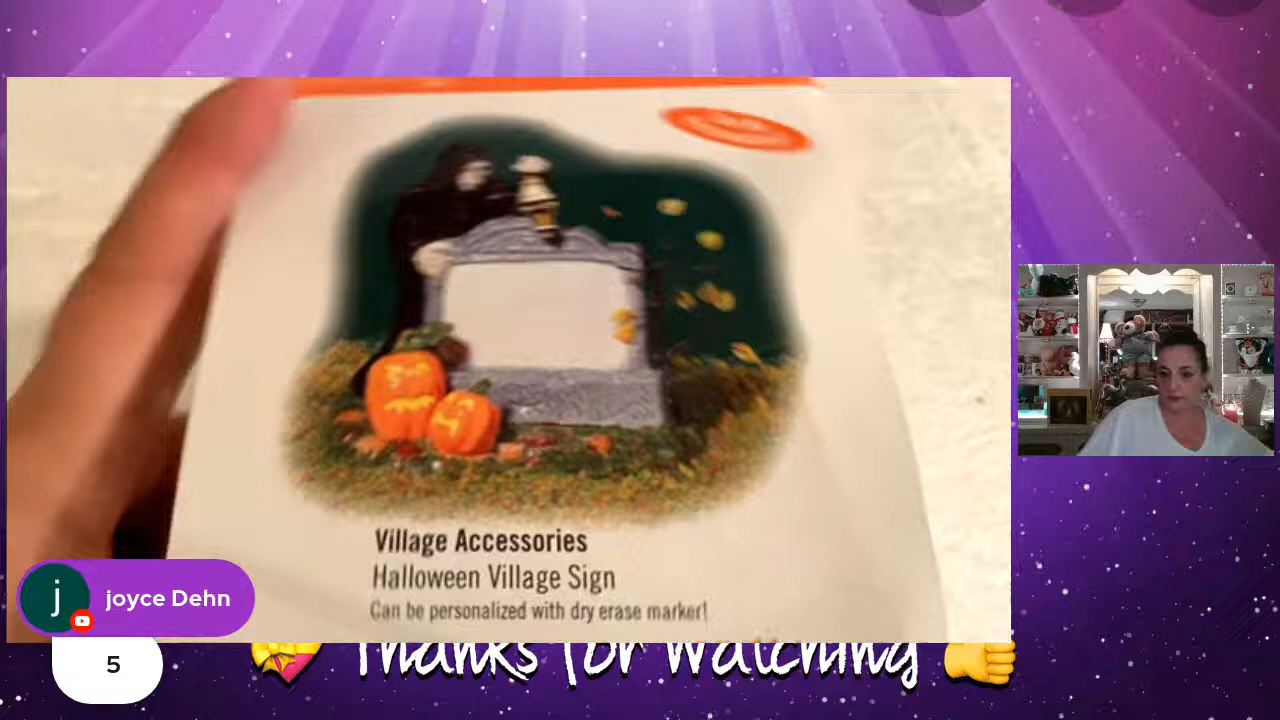 Village Accessories
Halloween Village Sign
Can be personalized with dry erase marker!
j
joyce Dehn
5
Thanks for Watching